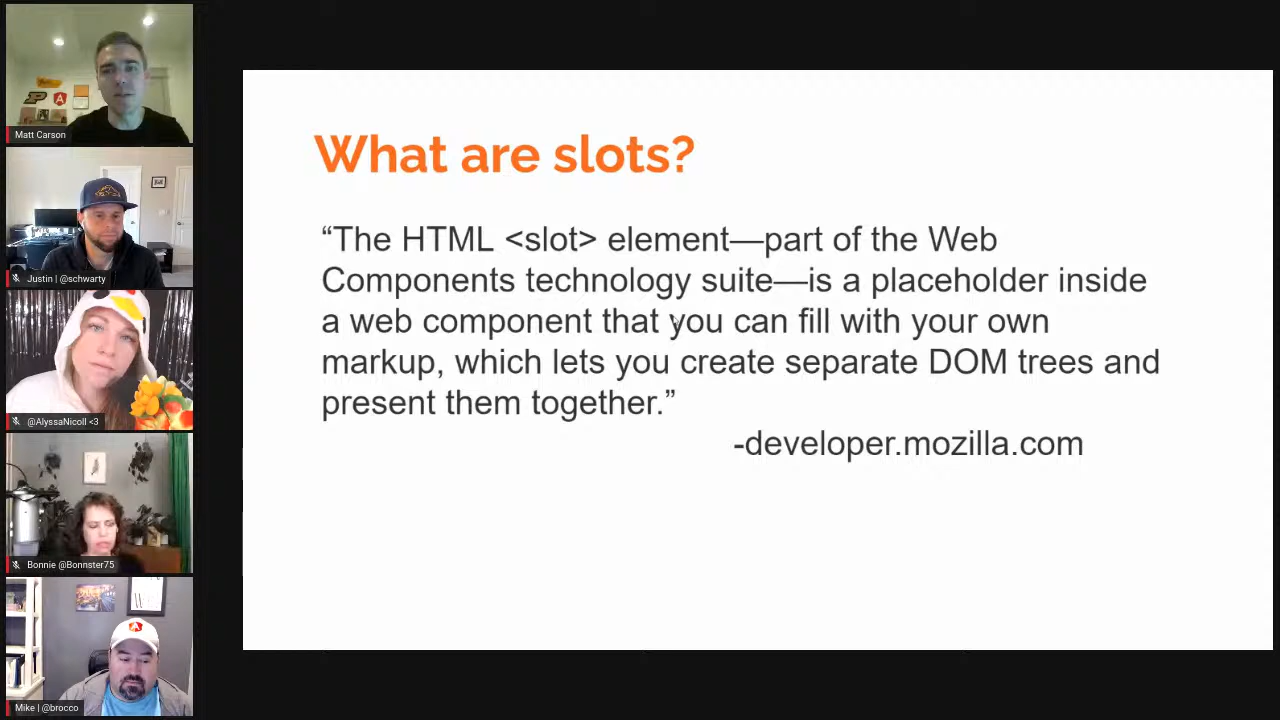 Matt Carson
Justin | @schwarty
@AlyssaNicoll <3
Bonnie @Bonnster75
Mike | @brocco
What are slots?
“The HTML <slot> element—part of the Web
Components technology suite—is a placeholder inside
a web component that you can fill with your own
markup, which lets you create separate DOM trees and
present them together.”
-developer.mozilla.com